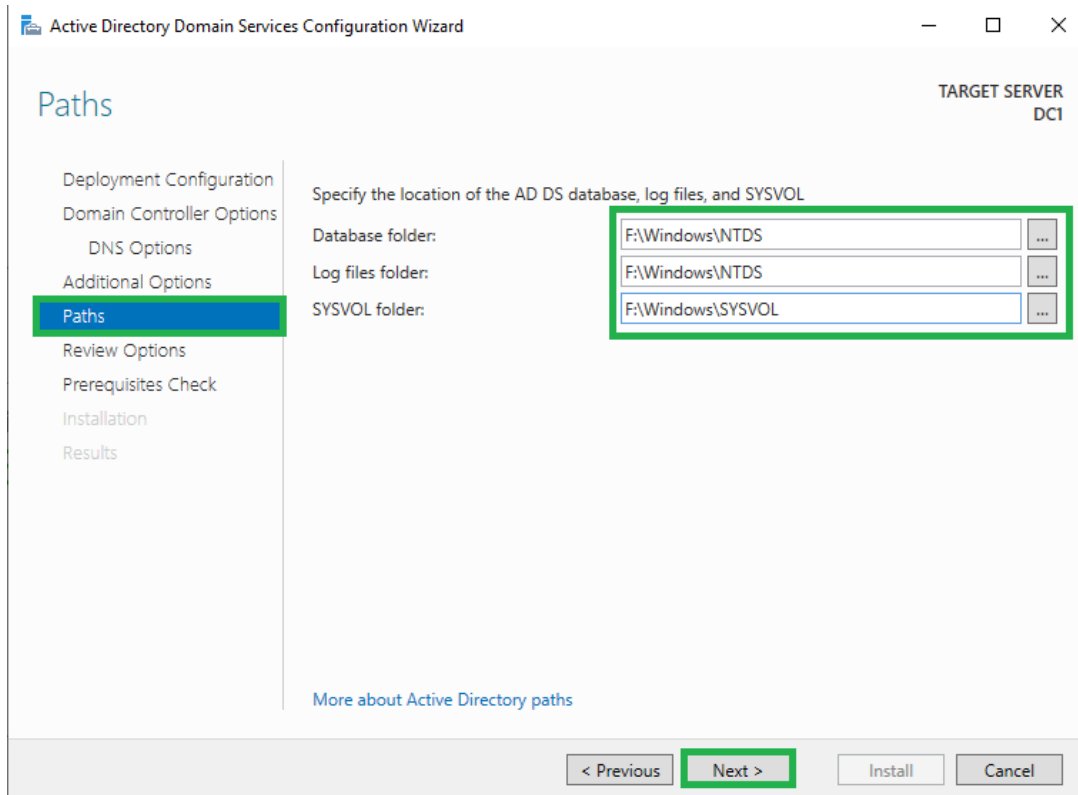 Active Directory Domain Services Configuration Wizard
Paths
TARGET SERVER
DC1
Deployment Configuration
Domain Controller Options
DNS Options
Additional Options
Paths
Review Options
Prerequisites Check
Installation
Results
Specify the location of the AD DS database, log files, and SYSVOL
Database folder: F:\Windows\NTDS ...
Log files folder: F:\Windows\NTDS ...
SYSVOL folder: F:\Windows\SYSVOL ...
More about Active Directory paths
< Previous Next > Install Cancel